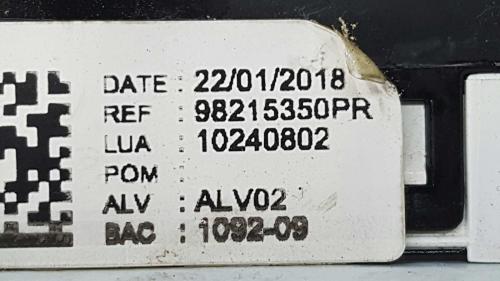 DATE : 22/01/2018
REF : 98215350PR
LUA : 10240802
POM :
ALV : ALV02
BAC : 1092-09